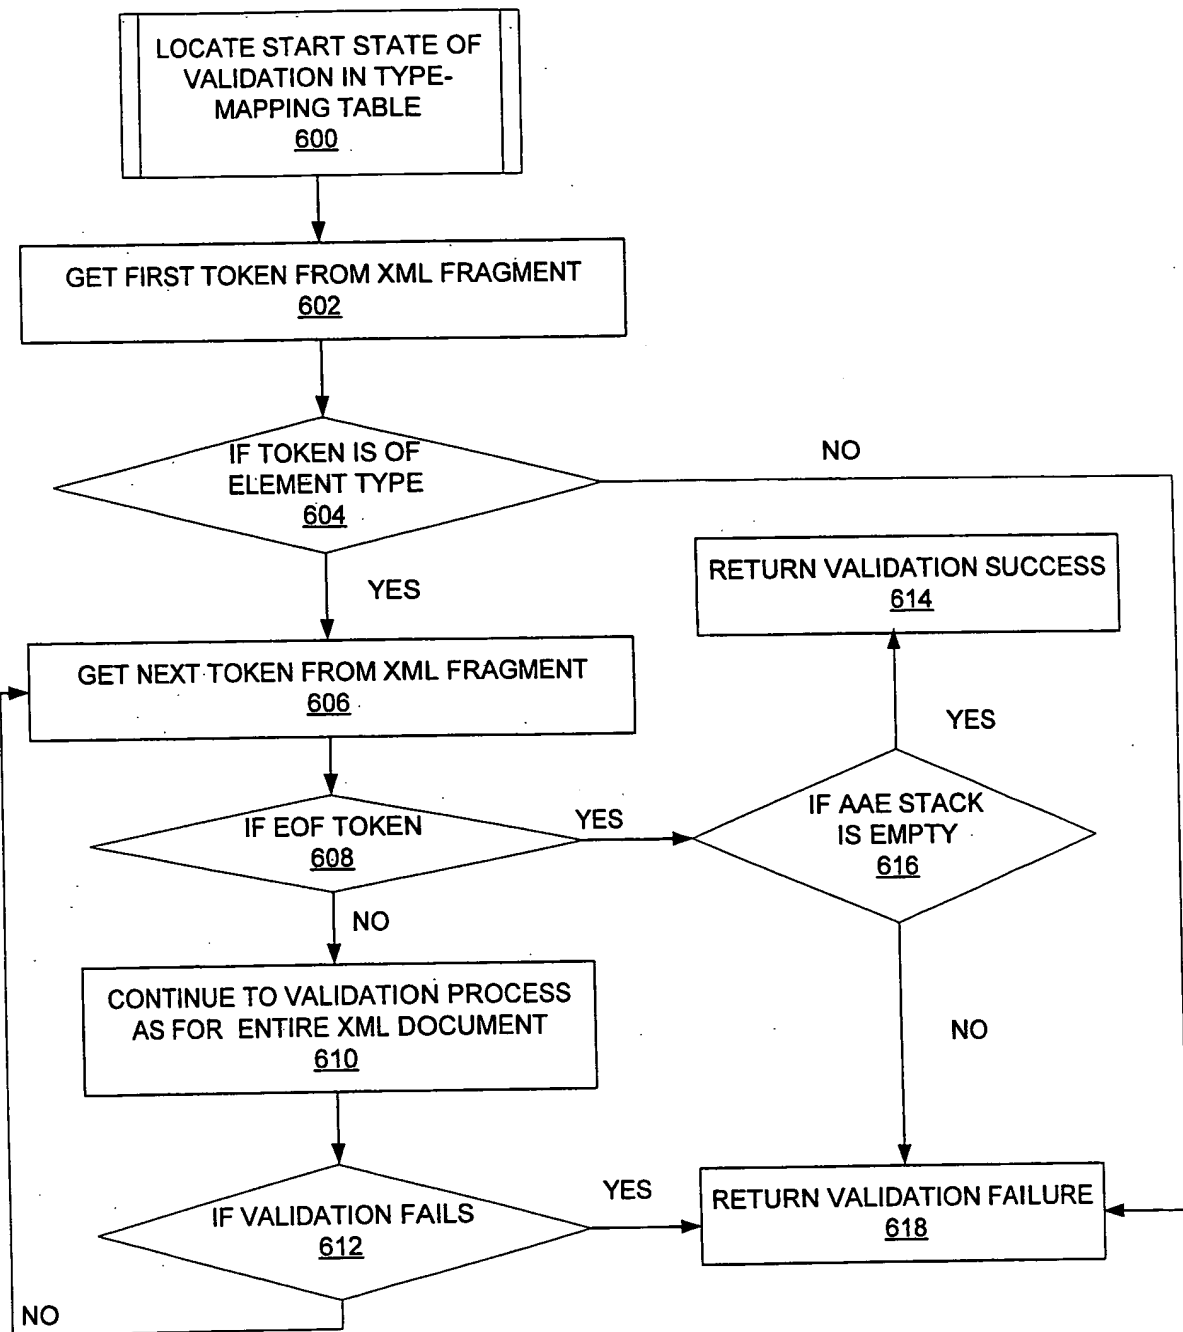 LOCATE START STATE OF
VALIDATION IN TYPE-
MAPPING TABLE
600
GET FIRST TOKEN FROM XML FRAGMENT
602
IF TOKEN IS OF
ELEMENT TYPE
604
NO
YES
RETURN VALIDATION SUCCESS
614
GET NEXT TOKEN FROM XML FRAGMENT
606
YES
IF EOF TOKEN
608
YES
IF AAE STACK
IS EMPTY
616
NO
CONTINUE TO VALIDATION PROCESS
AS FOR ENTIRE XML DOCUMENT
610
NO
IF VALIDATION FAILS
612
YES
RETURN VALIDATION FAILURE
618
NO